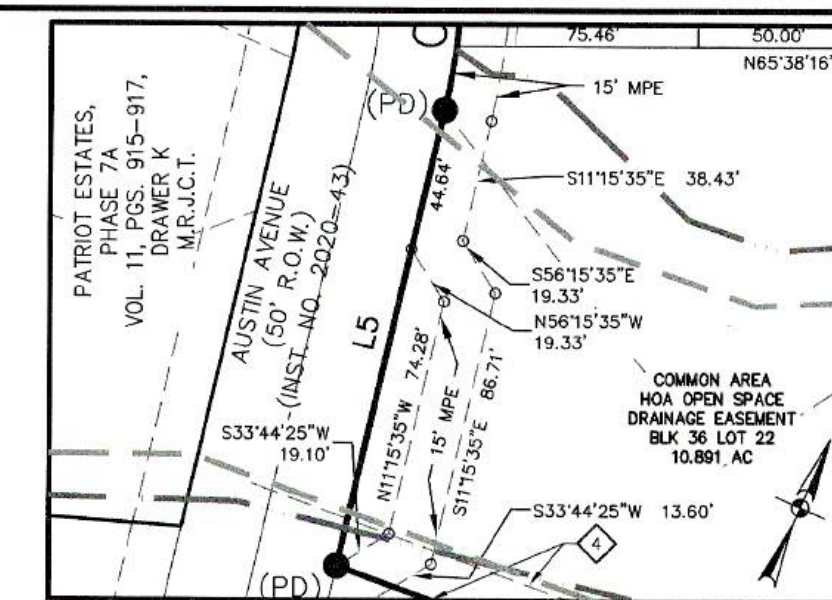 75.46'
50.00'
N65°38'16"
15' MPE
(PD)
PATRIOT ESTATES,
PHASE 7A
VOL. 11, PGS. 915-917,
DRAWER K
M.R.J.C.T.
44.64'
S11°15'35"E 38.43'
AUSTIN AVENUE
(50' R.O.W.)
(INST. NO. 2020-43)
S56°15'35"E
19.33'
N56°15'35"W
19.33'
L5
COMMON AREA
HOA OPEN SPACE
DRAINAGE EASEMENT
BLK 36 LOT 22
10.891 AC
S33°44'25"W
19.10'
N11°15'35"W 74.28'
15' MPE
S11°15'35"E 86.71'
S33°44'25"W 13.60'
4
(PD)